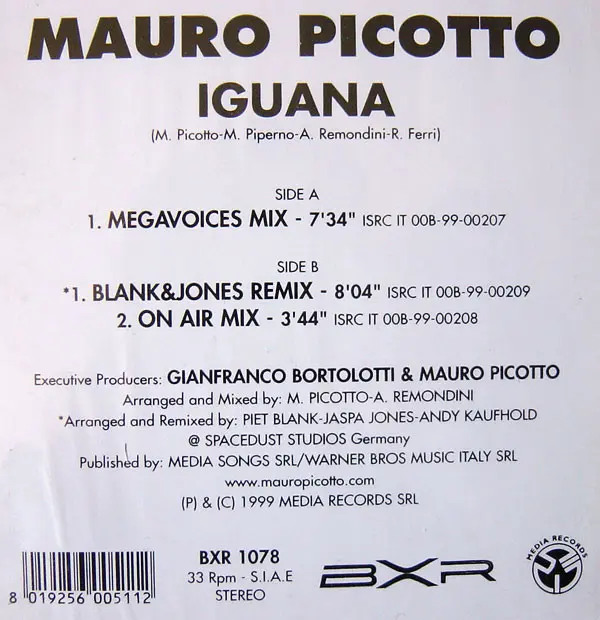 MAURO PICOTTO
IGUANA
(M. Picotto-M. Piperno-A. Remondini-R. Ferri)
SIDE A
1. MEGAVOICES MIX - 7'34" ISRC IT 00B-99-00207
SIDE B
*1. BLANK&JONES REMIX - 8'04" ISRC IT 00B-99-00209
2. ON AIR MIX - 3'44" ISRC IT 00B-99-00208
Executive Producers: GIANFRANCO BORTOLOTTI & MAURO PICOTTO
Arranged and Mixed by: M. PICOTTO-A. REMONDINI
*Arranged and Remixed by: PIET BLANK-JASPA JONES-ANDY KAUFHOLD
@ SPACEDUST STUDIOS Germany
Published by: MEDIA SONGS SRL/WARNER BROS MUSIC ITALY SRL
www.mauropicotto.com
(P) & (C) 1999 MEDIA RECORDS SRL
8 019256 005112
BXR 1078
33 Rpm - S.I.A.E
STEREO
BXR
MEDIA RECORDS